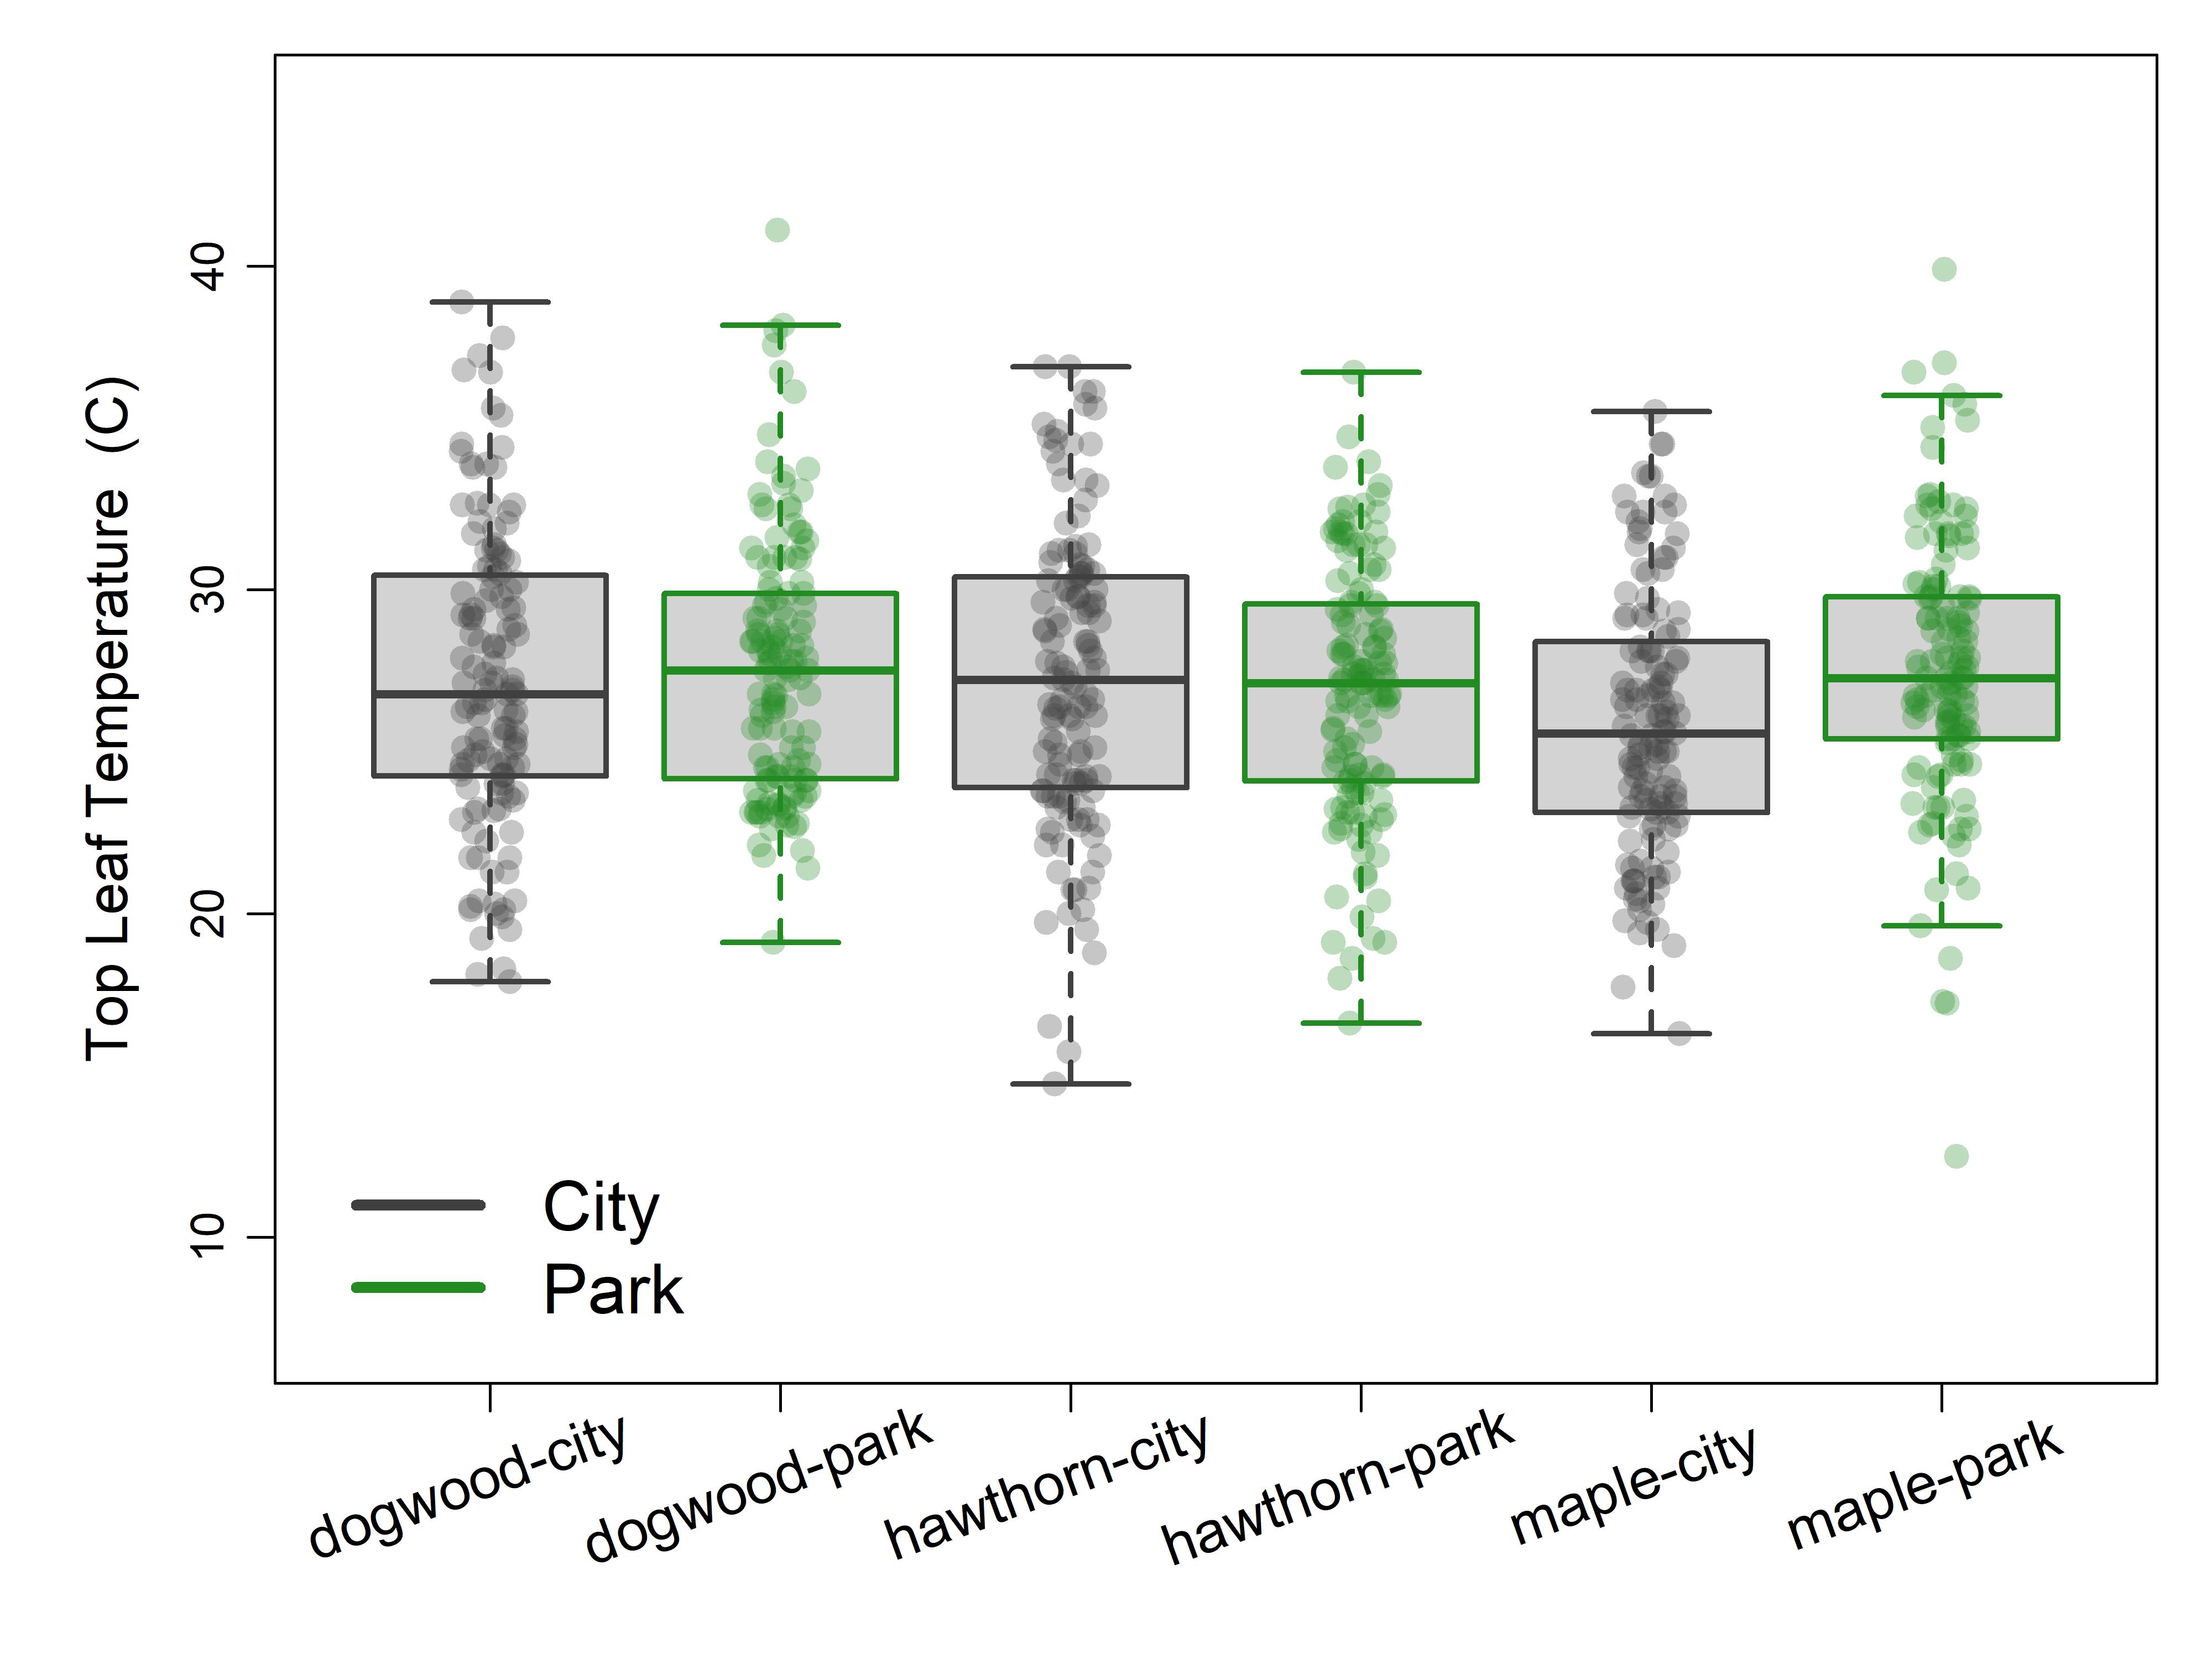 Top Leaf Temperature (C)
40
30
20
10
City
Park
dogwood-city
dogwood-park
hawthorn-city
hawthorn-park
maple-city
maple-park